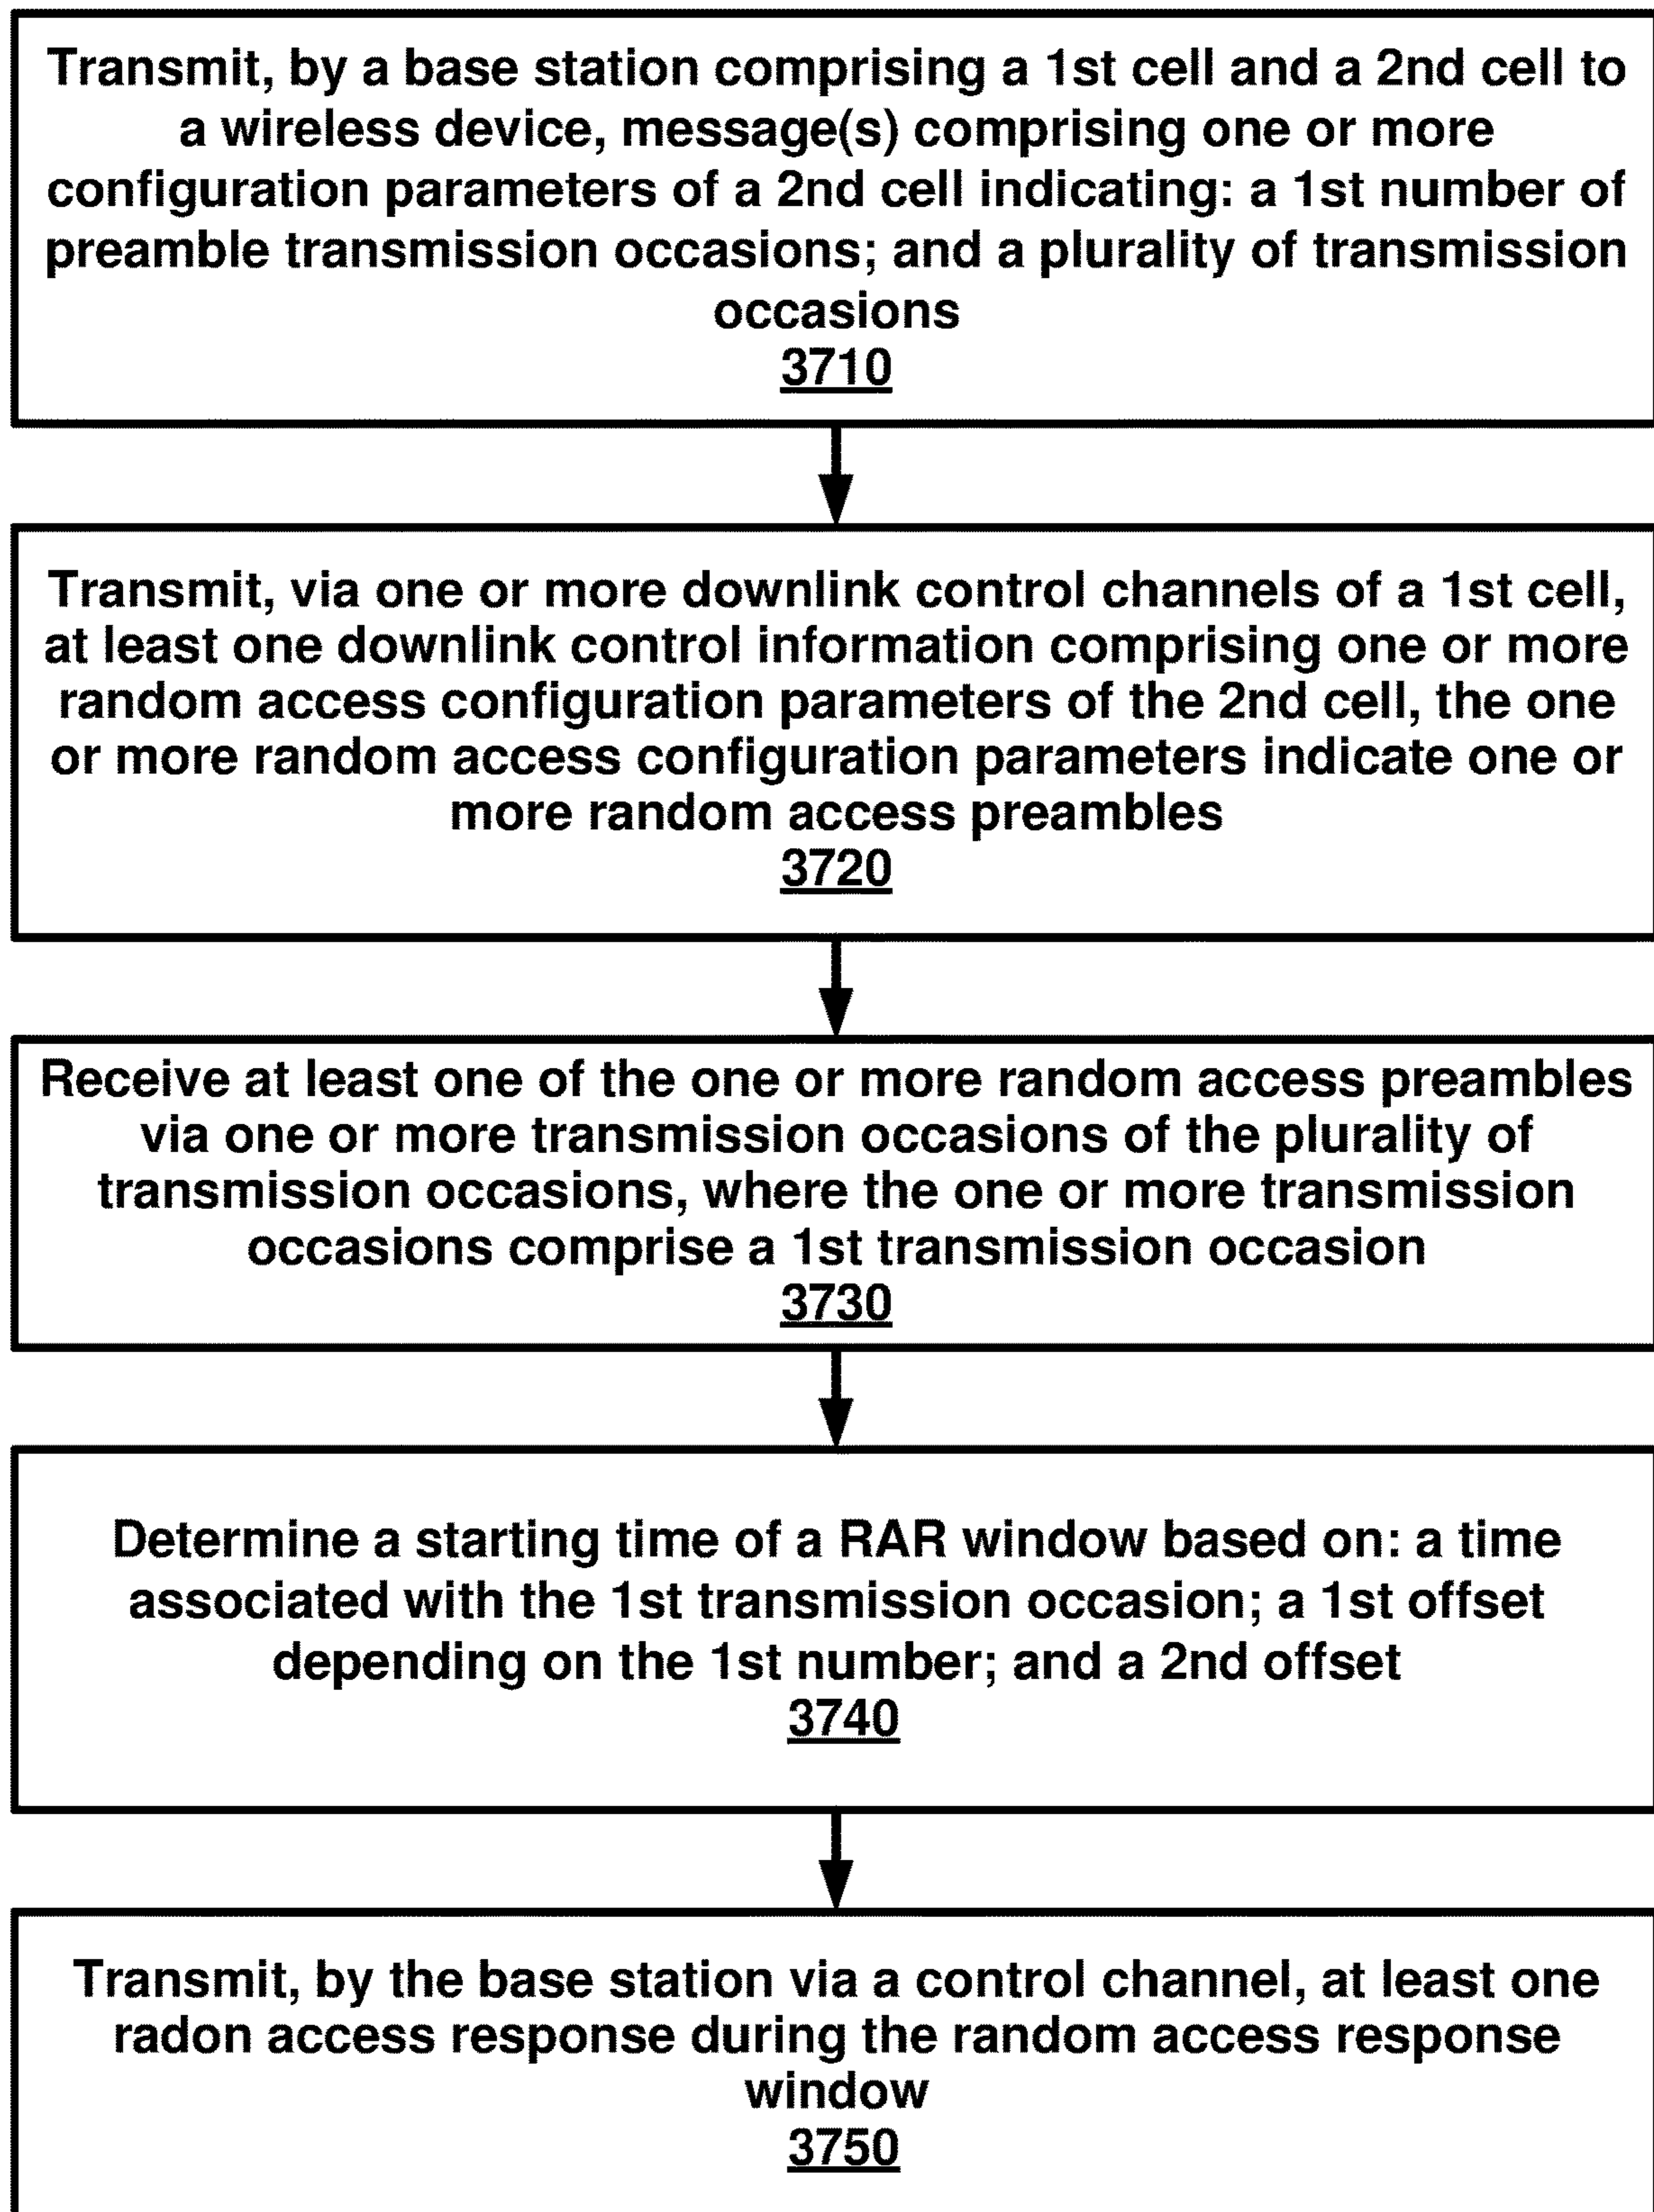 Transmit, by a base station comprising a 1st cell and a 2nd cell to
a wireless device, message(s) comprising one or more
configuration parameters of a 2nd cell indicating: a 1st number of
preamble transmission occasions; and a plurality of transmission
occasions
3710
Transmit, via one or more downlink control channels of a 1st cell,
at least one downlink control information comprising one or more
random access configuration parameters of the 2nd cell, the one
or more random access configuration parameters indicate one or
more random access preambles
3720
Receive at least one of the one or more random access preambles
via one or more transmission occasions of the plurality of
transmission occasions, where the one or more transmission
occasions comprise a 1st transmission occasion
3730
Determine a starting time of a RAR window based on: a time
associated with the 1st transmission occasion; a 1st offset
depending on the 1st number; and a 2nd offset
3740
Transmit, by the base station via a control channel, at least one
radon access response during the random access response
window
3750